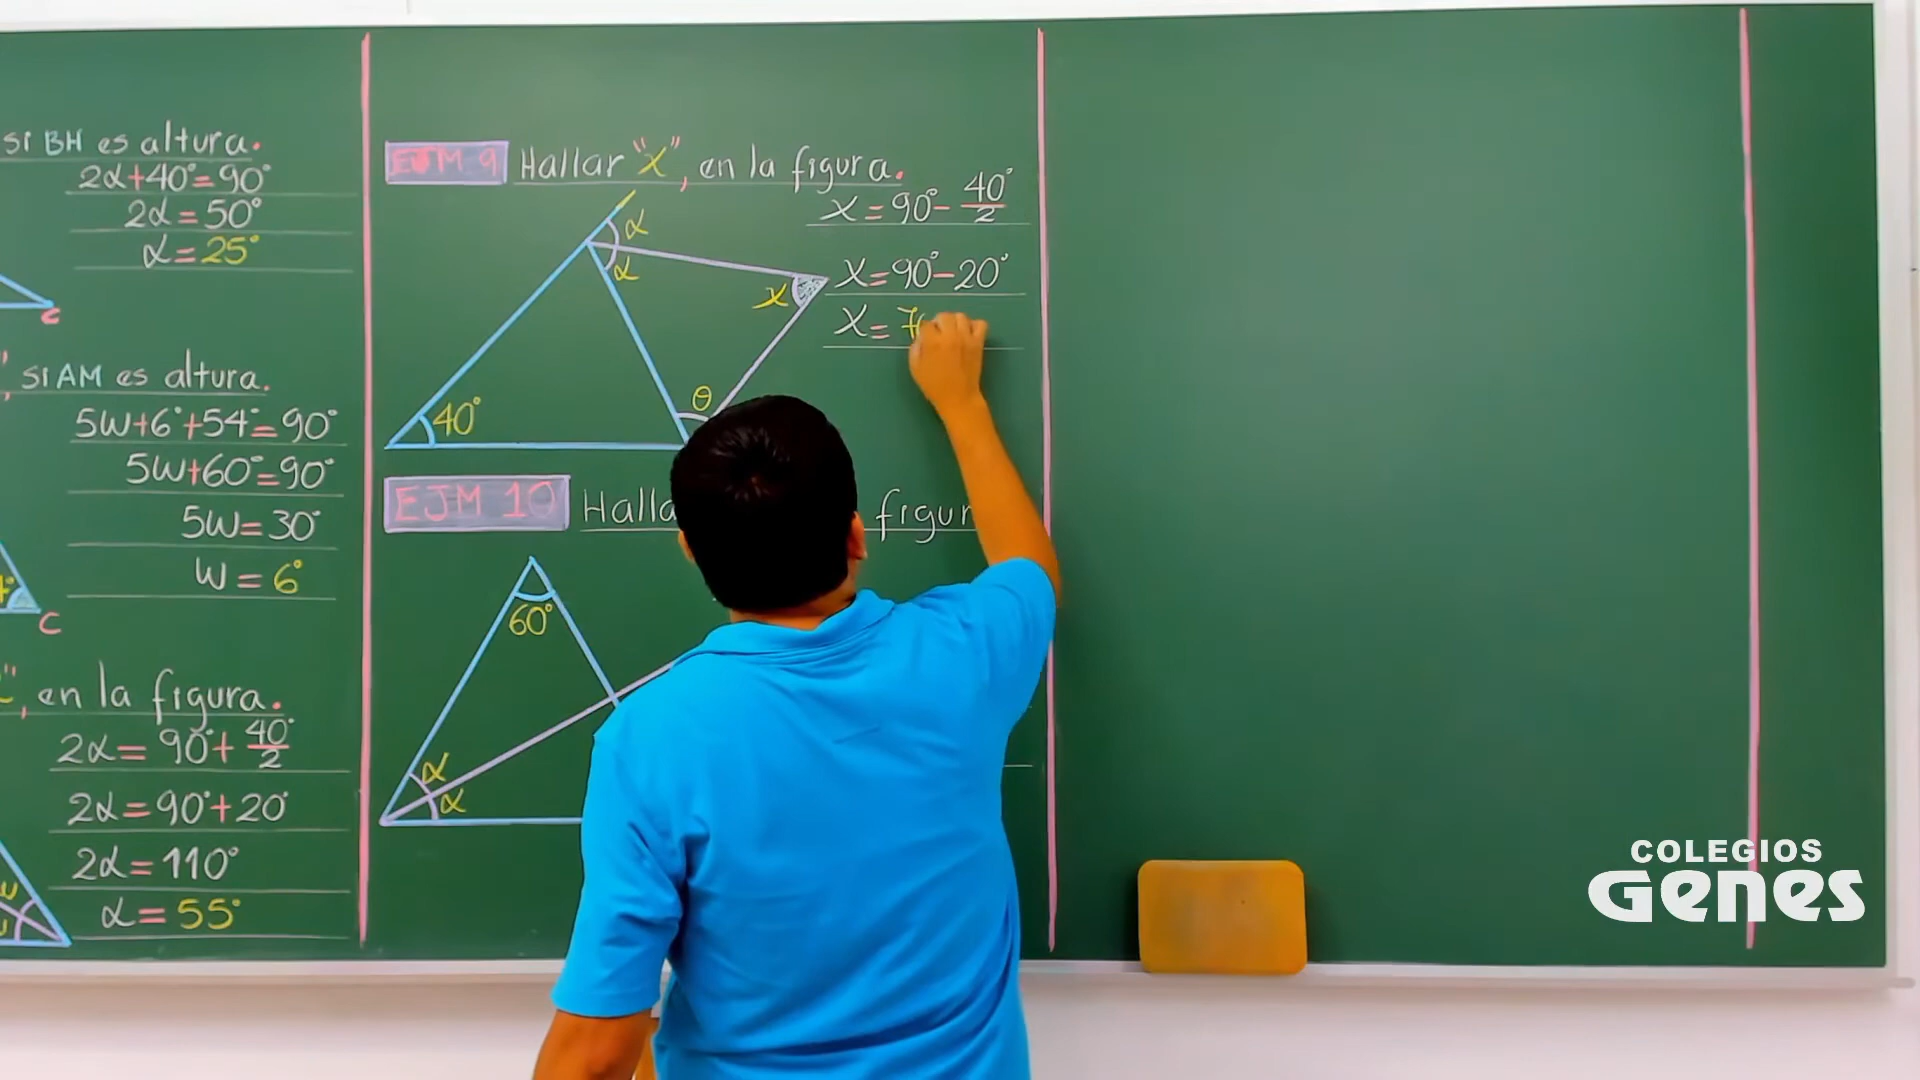 si BH es altura.
2α+40°=90°
2α=50°
α=25°
C
si AM es altura.
5W+6°+54°=90°
5W+60°=90°
5W=30°
W=6°
C
, en la figura.
2α=90°+40°/2
2α=90°+20°
2α=110°
α=55°
EJM 9 Hallar "x", en la figura.
x=90°-40°/2
α
α
x
x=90°-20°
x=7
θ
40°
EJM 10
60°
α
α
COLEGIOS
GENES